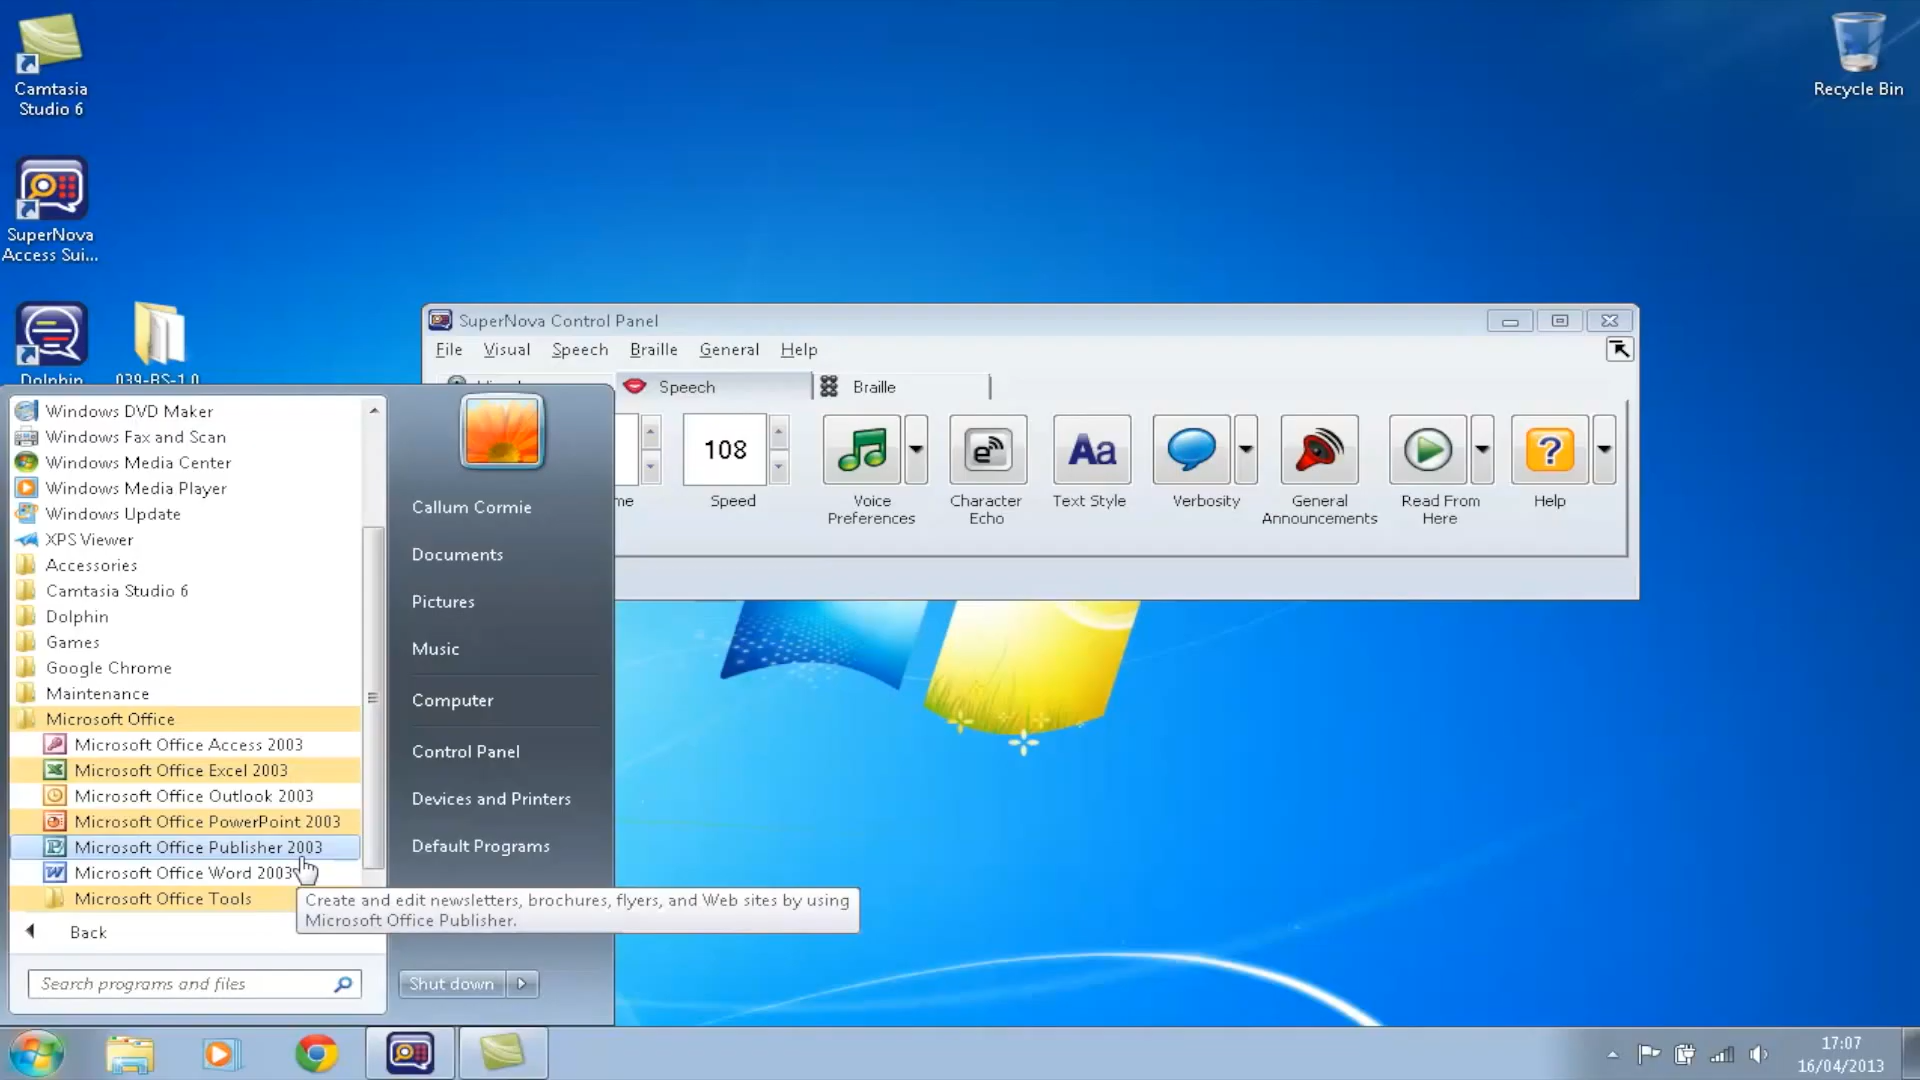 Camtasia
Studio 6
SuperNova
Access Sui...
Dolphin
039-BS-1.0
Recycle Bin
SuperNova Control Panel
File Visual Speech Braille General Help
Speech Braille
108
me
Speed
Voice
Preferences
Character
Echo
Text Style
Verbosity
General
Announcements
Read From
Here
Help
Windows DVD Maker
Windows Fax and Scan
Windows Media Center
Windows Media Player
Windows Update
XPS Viewer
Accessories
Camtasia Studio 6
Dolphin
Games
Google Chrome
Maintenance
Microsoft Office
Microsoft Office Access 2003
Microsoft Office Excel 2003
Microsoft Office Outlook 2003
Microsoft Office PowerPoint 2003
Microsoft Office Publisher 2003
Microsoft Office Word 2003
Microsoft Office Tools
Back
Search programs and files
Callum Cormie
Documents
Pictures
Music
Computer
Control Panel
Devices and Printers
Default Programs
Create and edit newsletters, brochures, flyers, and Web sites by using
Microsoft Office Publisher.
Shut down
17:07
16/04/2013